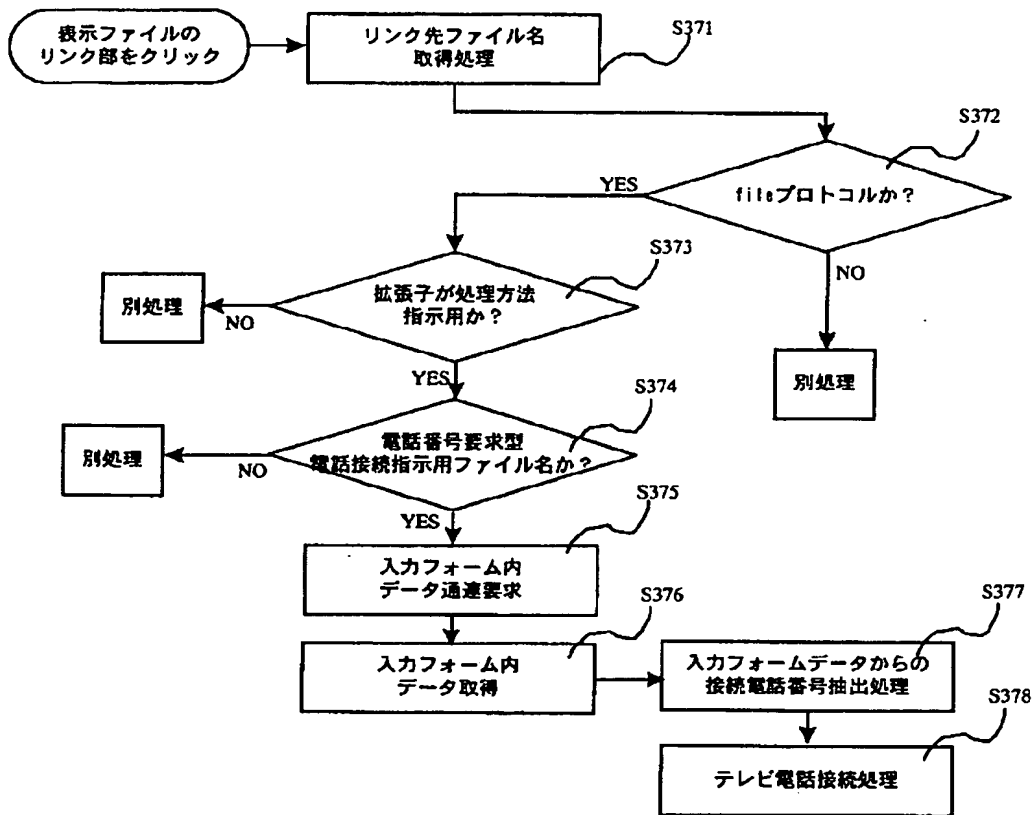 表示ファイルの
リンク部をクリック
リンク先ファイル名
取得処理
S371
S372
fileプロトコルか？
YES
NO
別処理
S373
拡張子が処理方法
指示用か？
NO
別処理
YES
S374
電話番号要求型
電話接続指示用ファイル名か？
NO
別処理
YES
S375
入力フォーム内
データ通達要求
S376
入力フォーム内
データ取得
S377
入力フォームデータからの
接続電話番号抽出処理
S378
テレビ電話接続処理